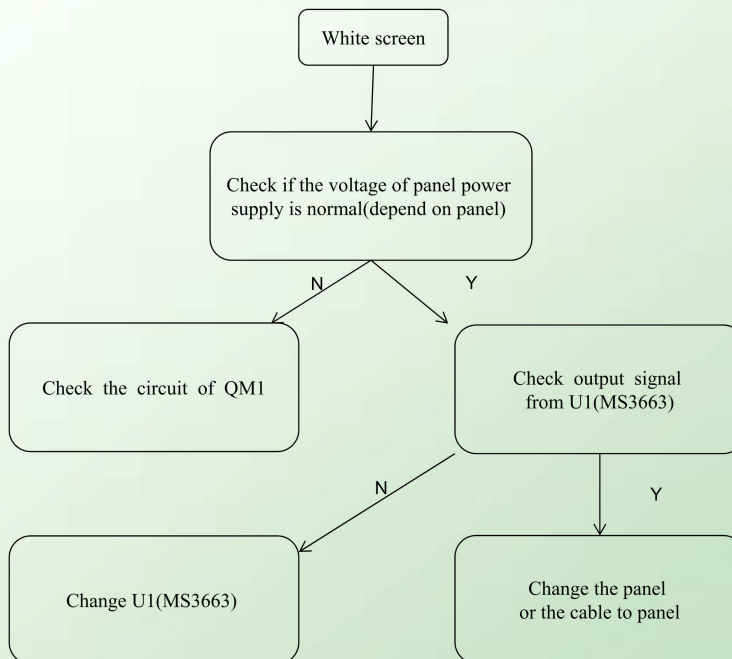 White screen
Check if the voltage of panel power
supply is normal(depend on panel)
N
Y
Check the circuit of QM1
Check output signal
from U1(MS3663)
N
Y
Change U1(MS3663)
Change the panel
or the cable to panel